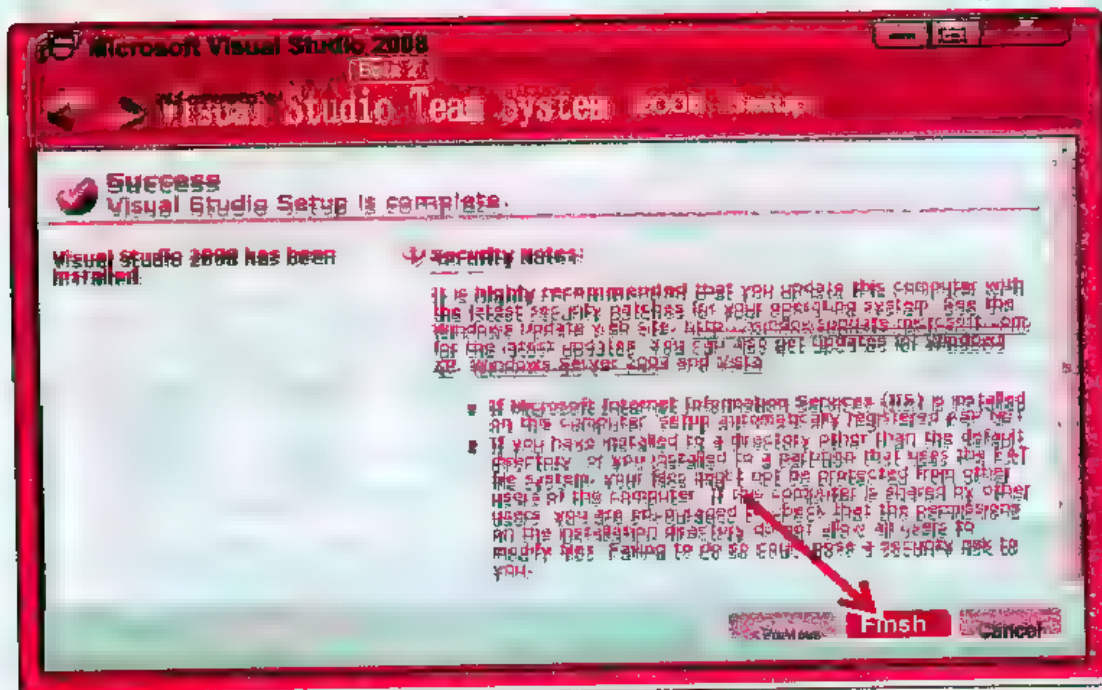 Microsoft Visual Studio 2008
Visual Studio Team System 2008 Setup
Success
Visual Studio Setup is complete.
Visual Studio 2008 has been
installed.
Security Notes:
It is highly recommended that you update this computer with
the latest security patches for your operating system. See the
Windows Update web site,
for the latest updates. You can also get updates for Windows
XP, Windows Server 2003 and Vista
If Microsoft Internet Information Services (IIS) is installed
on this computer, setup automatically registered ASP.NET
If you have installed to a directory other than the default
directory, or you installed to a partition that uses the FAT
file system, your files might not be protected from other
users of the computer. If this computer is shared by other
users, you are encouraged to check that the permissions
on the installation directory do not allow all users to
modify files. Failing to do so could pose a security risk to
you.
< Previous
Finish
Cancel